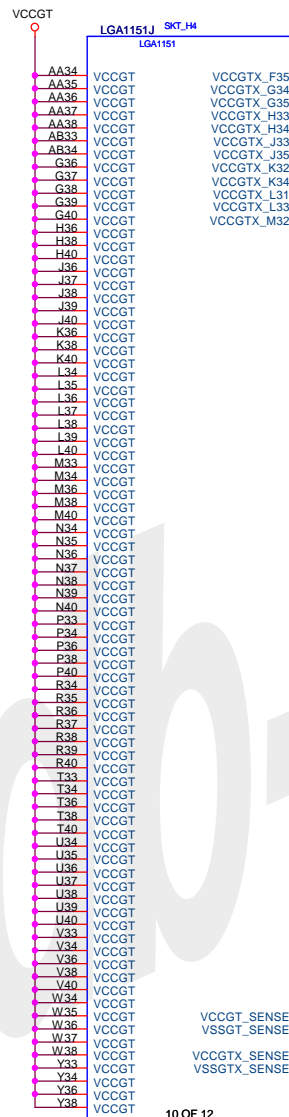 VCCGT
LGA1151J SKT_H4
LGA1151
AA34 VCCGT VCCGTX_F35
AA35 VCCGT VCCGTX_G34
AA36 VCCGT VCCGTX_G35
AA37 VCCGT VCCGTX_H33
AA38 VCCGT VCCGTX_H34
AB33 VCCGT VCCGTX_J33
AB34 VCCGT VCCGTX_J35
G36 VCCGT VCCGTX_K32
G37 VCCGT VCCGTX_K34
G38 VCCGT VCCGTX_L31
G39 VCCGT VCCGTX_L33
G40 VCCGT VCCGTX_M32
H36 VCCGT
H38 VCCGT
H40 VCCGT
J36 VCCGT
J37 VCCGT
J38 VCCGT
J39 VCCGT
J40 VCCGT
K36 VCCGT
K38 VCCGT
K40 VCCGT
L34 VCCGT
L35 VCCGT
L36 VCCGT
L37 VCCGT
L38 VCCGT
L39 VCCGT
L40 VCCGT
M33 VCCGT
M34 VCCGT
M36 VCCGT
M38 VCCGT
M40 VCCGT
N34 VCCGT
N35 VCCGT
N36 VCCGT
N37 VCCGT
N38 VCCGT
N39 VCCGT
N40 VCCGT
P33 VCCGT
P34 VCCGT
P36 VCCGT
P38 VCCGT
P40 VCCGT
R34 VCCGT
R35 VCCGT
R36 VCCGT
R37 VCCGT
R38 VCCGT
R39 VCCGT
R40 VCCGT
T33 VCCGT
T34 VCCGT
T36 VCCGT
T38 VCCGT
T40 VCCGT
U34 VCCGT
U35 VCCGT
U36 VCCGT
U37 VCCGT
U38 VCCGT
U39 VCCGT
U40 VCCGT
V33 VCCGT
V34 VCCGT
V36 VCCGT
V38 VCCGT
V40 VCCGT
W34 VCCGT
W35 VCCGT VCCGT_SENSE
W36 VCCGT VSSGT_SENSE
W37 VCCGT
W38 VCCGT VCCGTX_SENSE
Y33 VCCGT VSSGTX_SENSE
Y34 VCCGT
Y36 VCCGT
Y38 VCCGT
10 OF 12